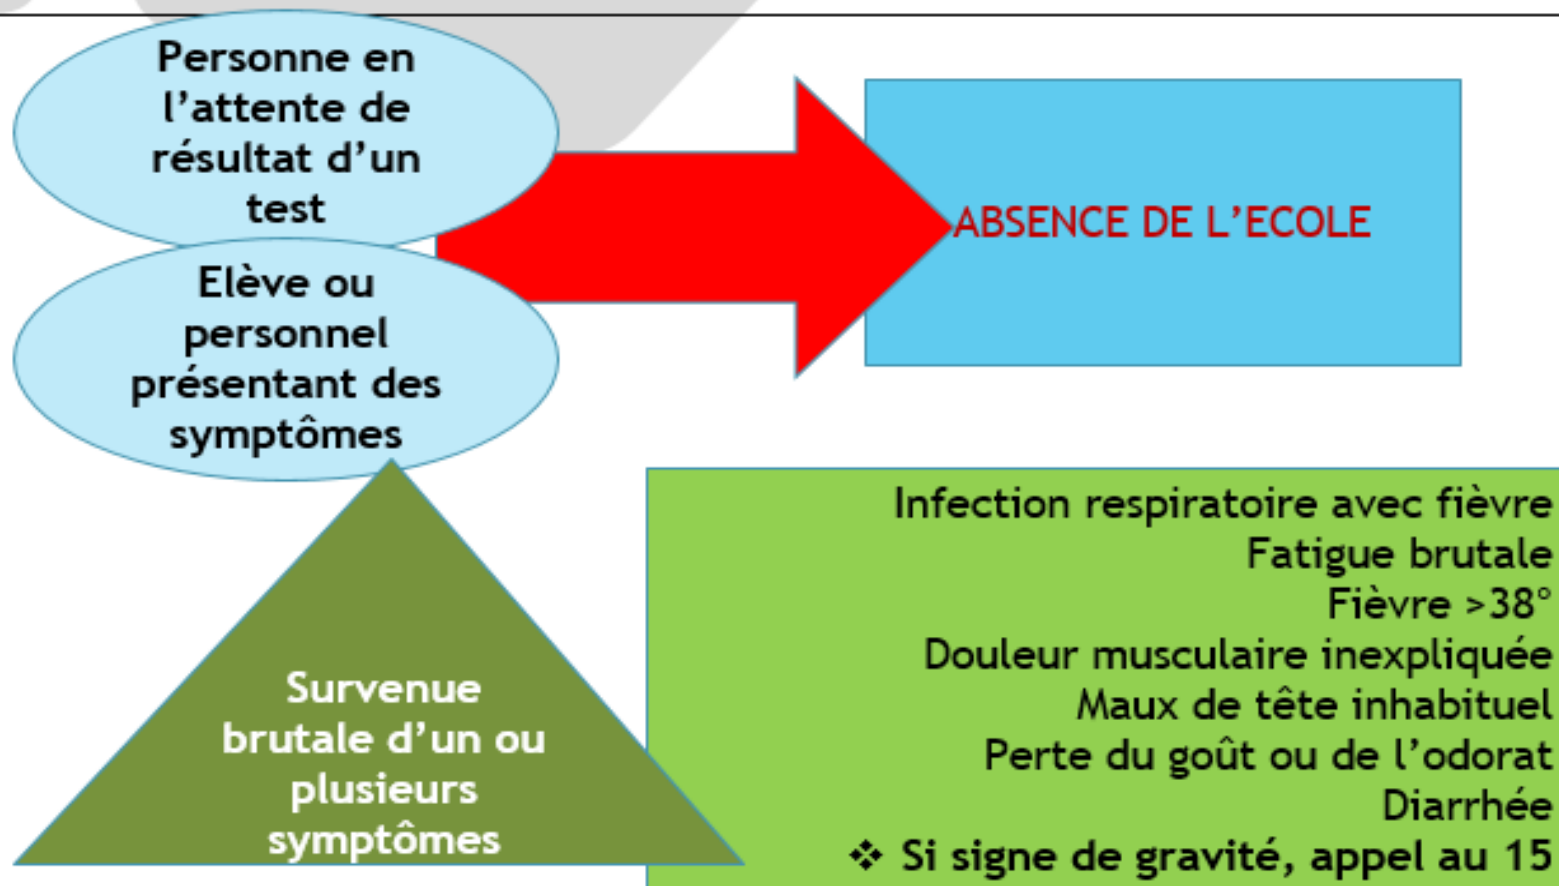 Personne en
l’attente de
résultat d’un
test
ABSENCE DE L’ECOLE
Elève ou
personnel
présentant des
symptômes
Survenue
brutale d’un ou
plusieurs
symptômes
Infection respiratoire avec fièvre
Fatigue brutale
Fièvre >38°
Douleur musculaire inexpliquée
Maux de tête inhabituel
Perte du goût ou de l’odorat
Diarrhée
❖ Si signe de gravité, appel au 15